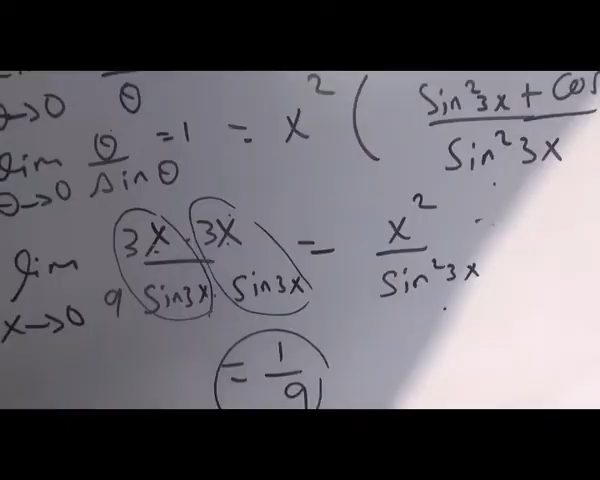 θ→0 θ
lim θ→0 θ/sinθ =1 = x² ( sin²3x + cos / sin²3x
lim x→0 3x · 3x / 9 sin3x sin3x = x² / sin²3x
= 1/9